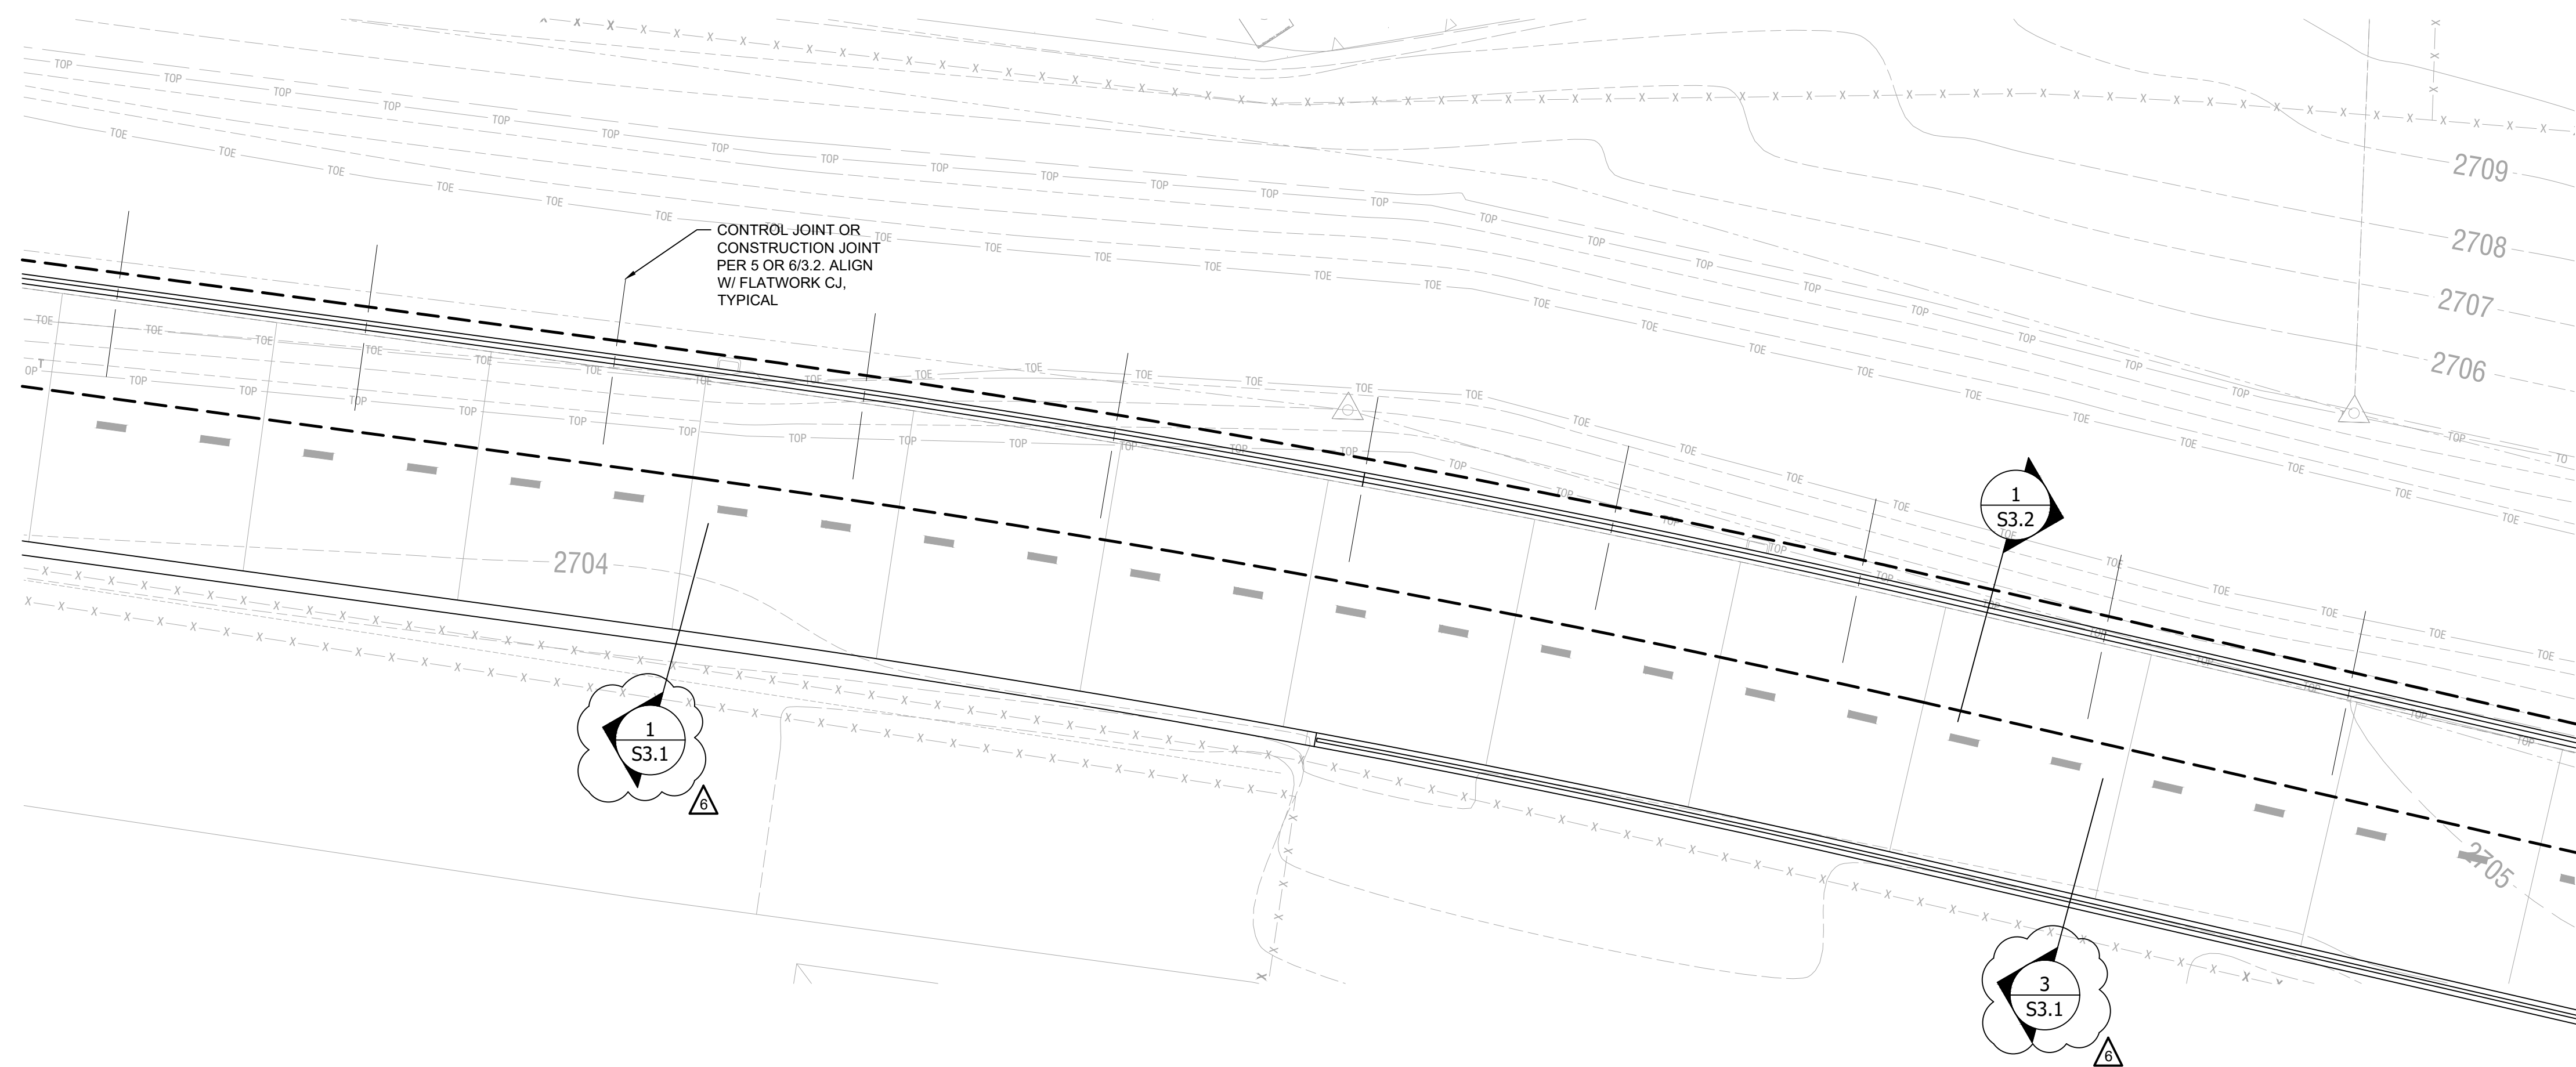 CONTROL JOINT OR
CONSTRUCTION JOINT
PER 5 OR 6/3.2. ALIGN
W/ FLATWORK CJ,
TYPICAL
2709
2708
2707
2706
2704
2705
1
S3.2
1
S3.1
6
3
S3.1
6
TOP
TOE
X